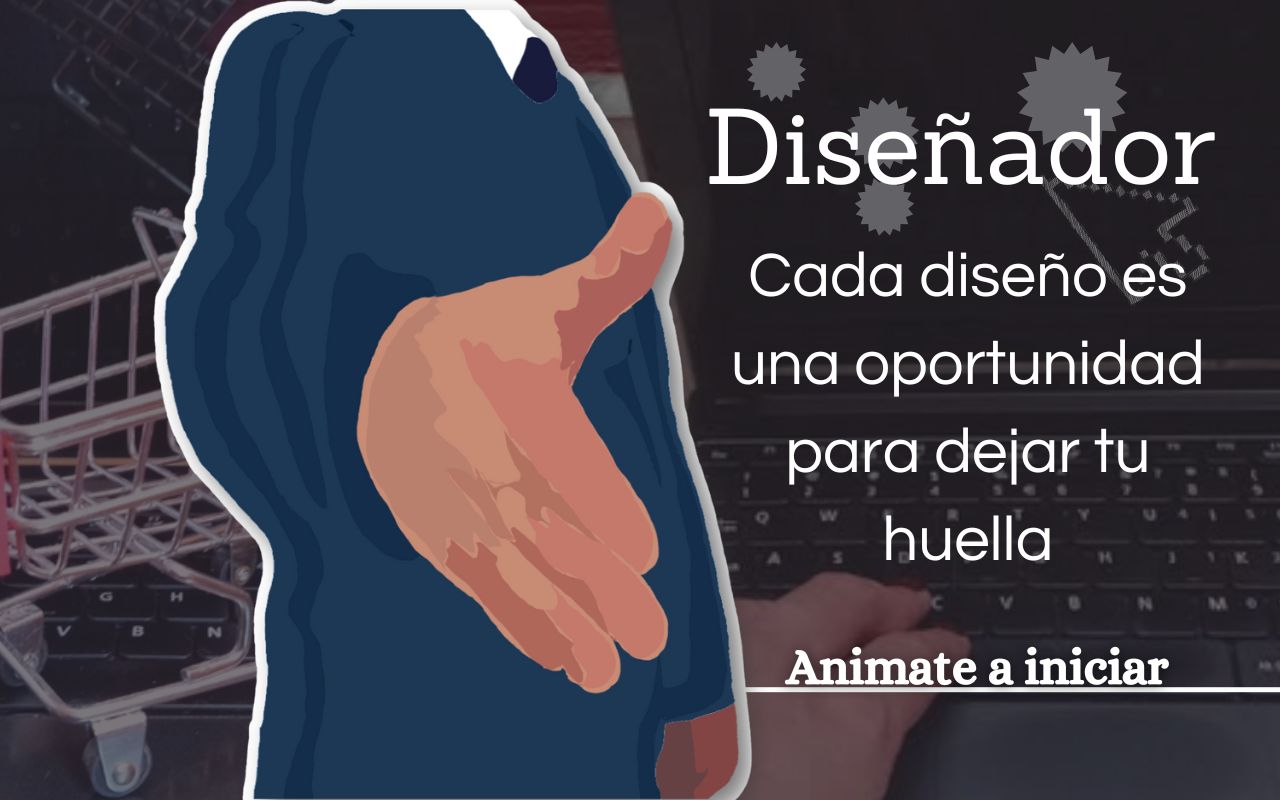 Diseñador
Cada diseño es
una oportunidad
para dejar tu
huella
Animate a iniciar
Q W E R T Y U
A S D H J K
C V B N M
G H
V B N